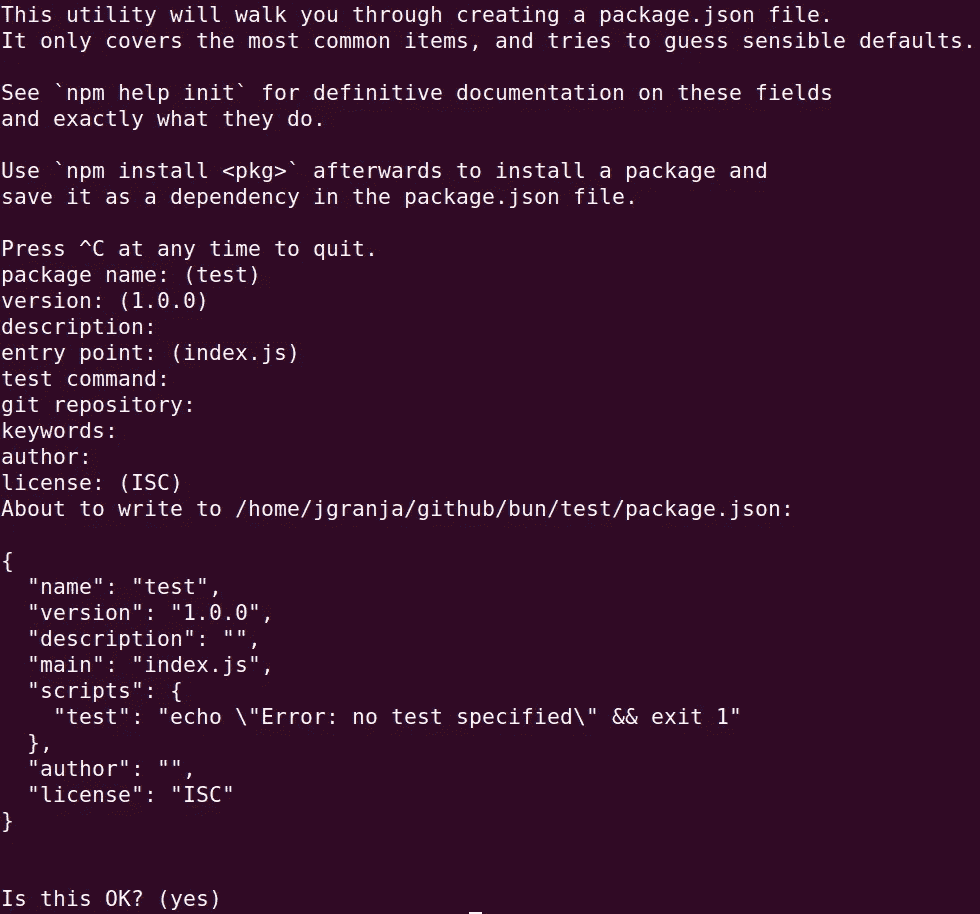 This utility will walk you through creating a package.json file.
It only covers the most common items, and tries to guess sensible defaults.

See `npm help init` for definitive documentation on these fields
and exactly what they do.

Use `npm install <pkg>` afterwards to install a package and
save it as a dependency in the package.json file.

Press ^C at any time to quit.
package name: (test)
version: (1.0.0)
description:
entry point: (index.js)
test command:
git repository:
keywords:
author:
license: (ISC)
About to write to /home/jgranja/github/bun/test/package.json:

{
  "name": "test",
  "version": "1.0.0",
  "description": "",
  "main": "index.js",
  "scripts": {
    "test": "echo \"Error: no test specified\" && exit 1"
  },
  "author": "",
  "license": "ISC"
}


Is this OK? (yes)